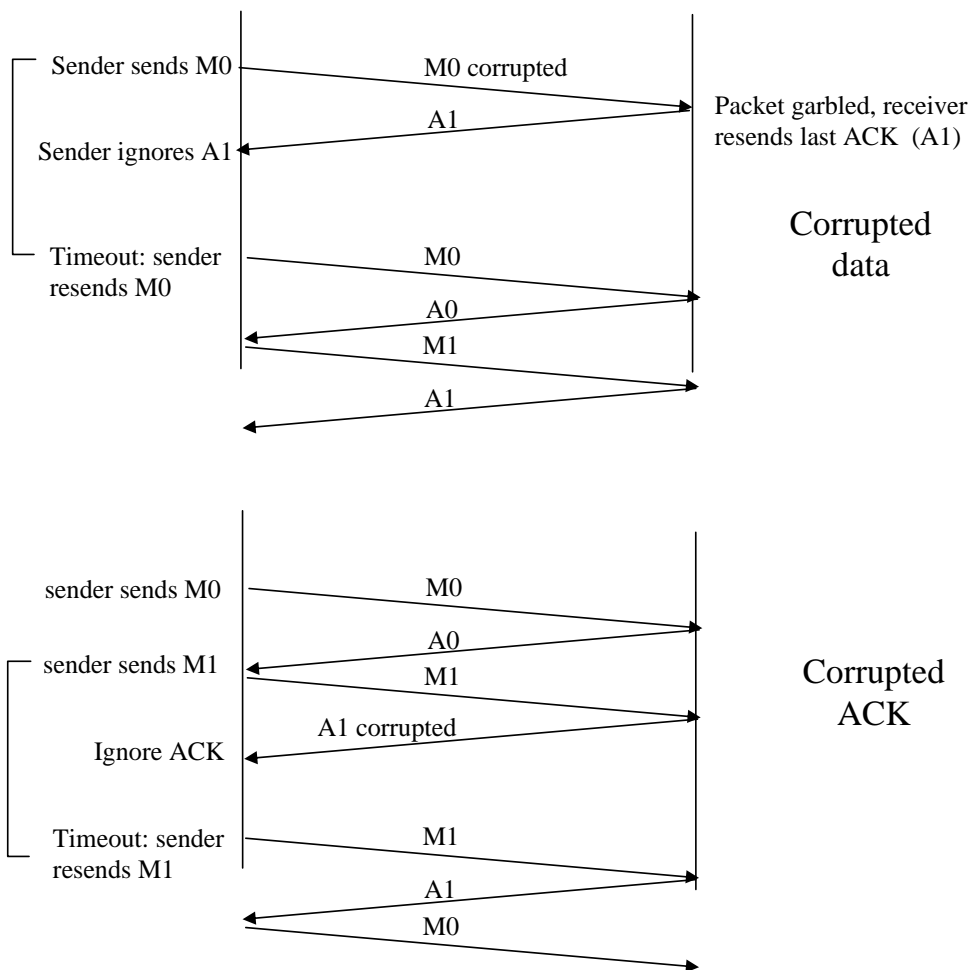 Sender sends M0
M0 corrupted
Packet garbled, receiver
resends last ACK (A1)
A1
Sender ignores A1
Corrupted
data
Timeout: sender
resends M0
M0
A0
M1
A1
sender sends M0
M0
A0
sender sends M1
M1
Corrupted
ACK
A1 corrupted
Ignore ACK
Timeout: sender
resends M1
M1
A1
M0